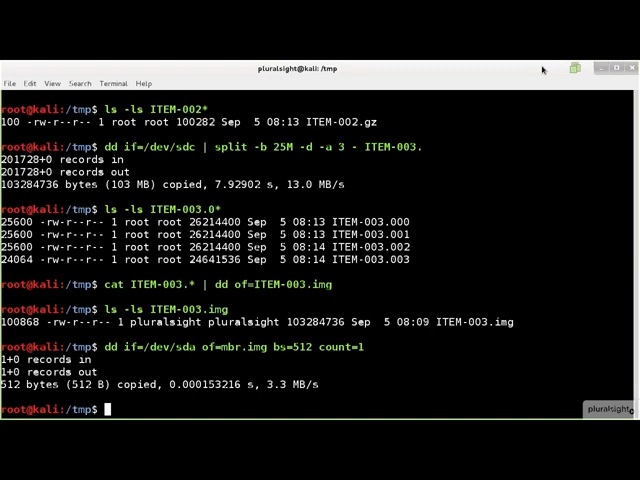 pluralsight@kali: /tmp
File Edit View Search Terminal Help
root@kali:/tmp$ ls -ls ITEM-002*
100 -rw-r--r-- 1 root root 100282 Sep  5 08:13 ITEM-002.gz
root@kali:/tmp$ dd if=/dev/sdc | split -b 25M -d -a 3 - ITEM-003.
201728+0 records in
201728+0 records out
103284736 bytes (103 MB) copied, 7.92902 s, 13.0 MB/s
root@kali:/tmp$ ls -ls ITEM-003.0*
25600 -rw-r--r-- 1 root root 26214400 Sep  5 08:13 ITEM-003.000
25600 -rw-r--r-- 1 root root 26214400 Sep  5 08:13 ITEM-003.001
25600 -rw-r--r-- 1 root root 26214400 Sep  5 08:14 ITEM-003.002
24064 -rw-r--r-- 1 root root 24641536 Sep  5 08:14 ITEM-003.003
root@kali:/tmp$ cat ITEM-003.* | dd of=ITEM-003.img
root@kali:/tmp$ ls -ls ITEM-003.img
100868 -rw-r--r-- 1 pluralsight pluralsight 103284736 Sep  5 08:09 ITEM-003.img
root@kali:/tmp$ dd if=/dev/sda of=mbr.img bs=512 count=1
1+0 records in
1+0 records out
512 bytes (512 B) copied, 0.000153216 s, 3.3 MB/s
root@kali:/tmp$
pluralsight